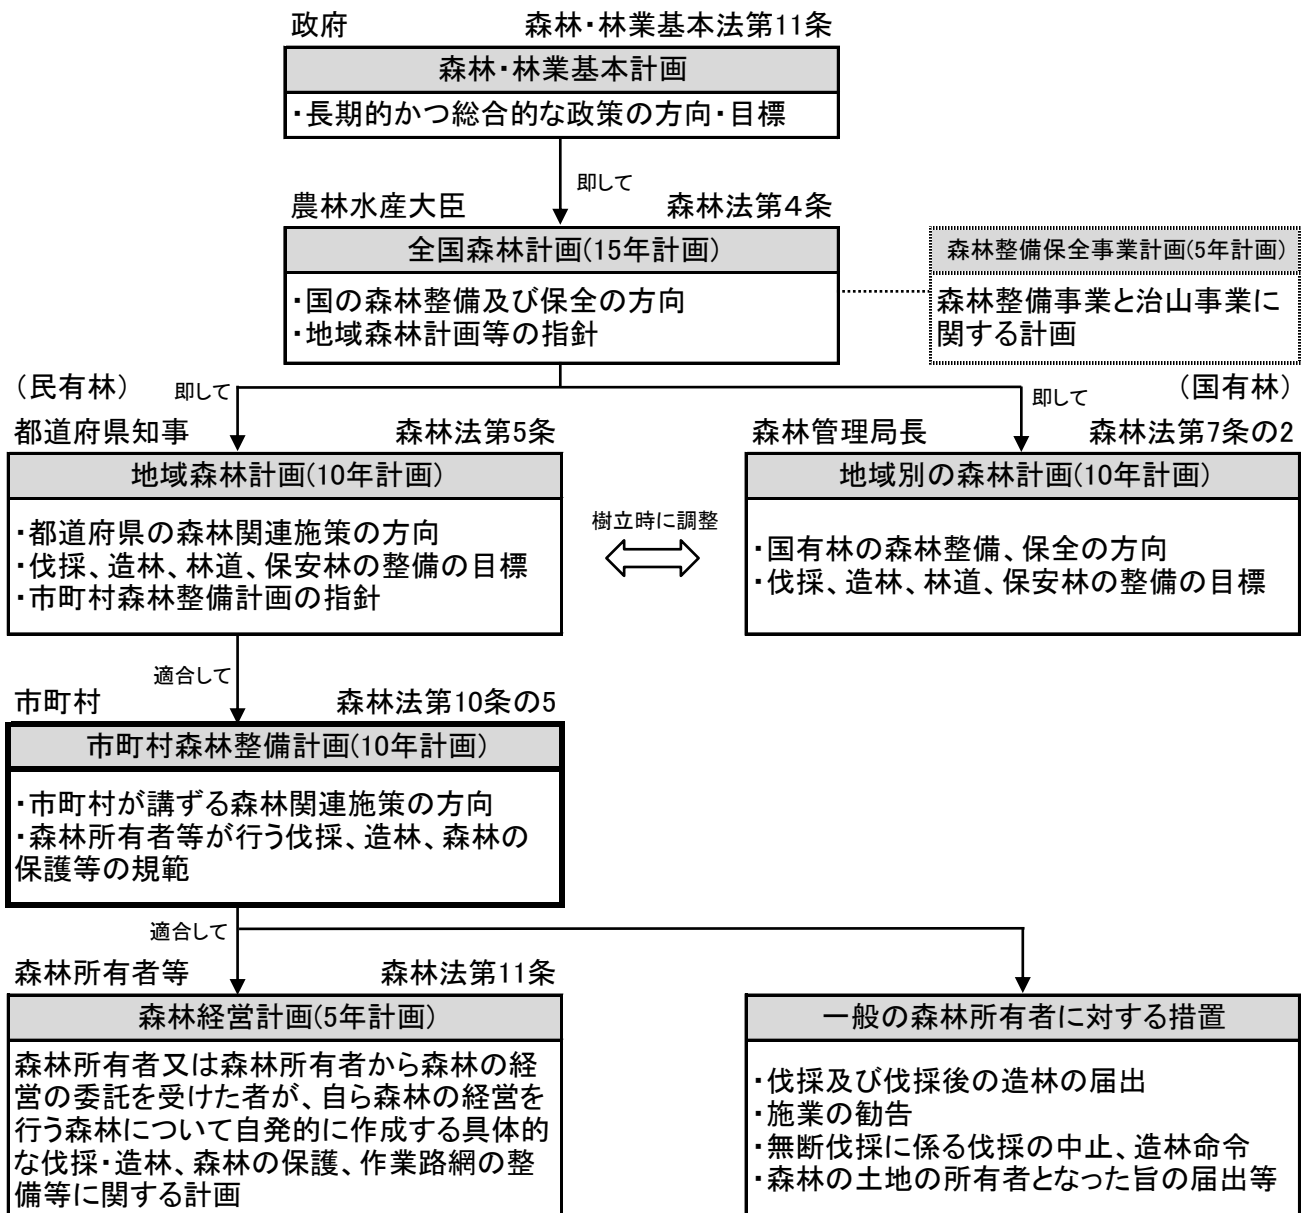 政府 森林・林業基本法第11条
森林・林業基本計画
・長期的かつ総合的な政策の方向・目標
即して
農林水産大臣 森林法第4条
全国森林計画(15年計画)
・国の森林整備及び保全の方向
・地域森林計画等の指針
森林整備保全事業計画(5年計画)
森林整備事業と治山事業に
関する計画
（民有林） 即して
都道府県知事 森林法第5条
地域森林計画(10年計画)
・都道府県の森林関連施策の方向
・伐採、造林、林道、保安林の整備の目標
・市町村森林整備計画の指針
樹立時に調整
即して （国有林）
森林管理局長 森林法第7条の2
地域別の森林計画(10年計画)
・国有林の森林整備、保全の方向
・伐採、造林、林道、保安林の整備の目標
適合して
市町村 森林法第10条の5
市町村森林整備計画(10年計画)
・市町村が講ずる森林関連施策の方向
・森林所有者等が行う伐採、造林、森林の
保護等の規範
適合して
森林所有者等 森林法第11条
森林経営計画(5年計画)
森林所有者又は森林所有者から森林の経
営の委託を受けた者が、自ら森林の経営を
行う森林について自発的に作成する具体的
な伐採・造林、森林の保護、作業路網の整
備等に関する計画
一般の森林所有者に対する措置
・伐採及び伐採後の造林の届出
・施業の勧告
・無断伐採に係る伐採の中止、造林命令
・森林の土地の所有者となった旨の届出等